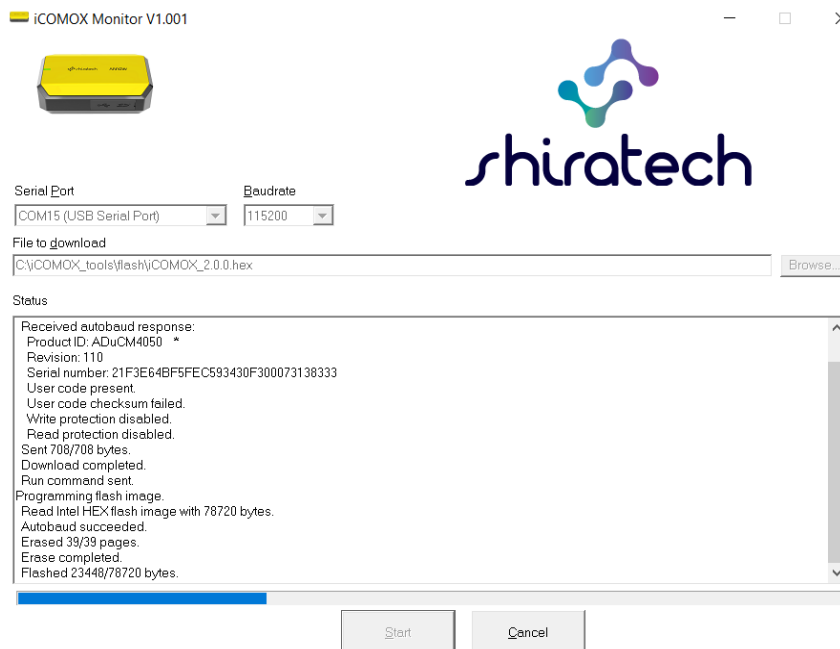 iCOMOX Monitor V1.001
shiratech
Serial Port
Baudrate
COM15 (USB Serial Port)
115200
File to download
C:\iCOMOX_tools\flash\iCOMOX_2.0.0.hex
Browse...
Status
Received autobaud response:
Product ID: ADuCM4050 *
Revision: 110
Serial number: 21F3E64BF5FEC593430F300073138333
User code present.
User code checksum failed.
Write protection disabled.
Read protection disabled.
Sent 708/708 bytes.
Download completed.
Run command sent.
Programming flash image.
Read Intel HEX flash image with 78720 bytes.
Autobaud succeeded.
Erased 39/39 pages.
Erase completed.
Flashed 23448/78720 bytes.
Start
Cancel